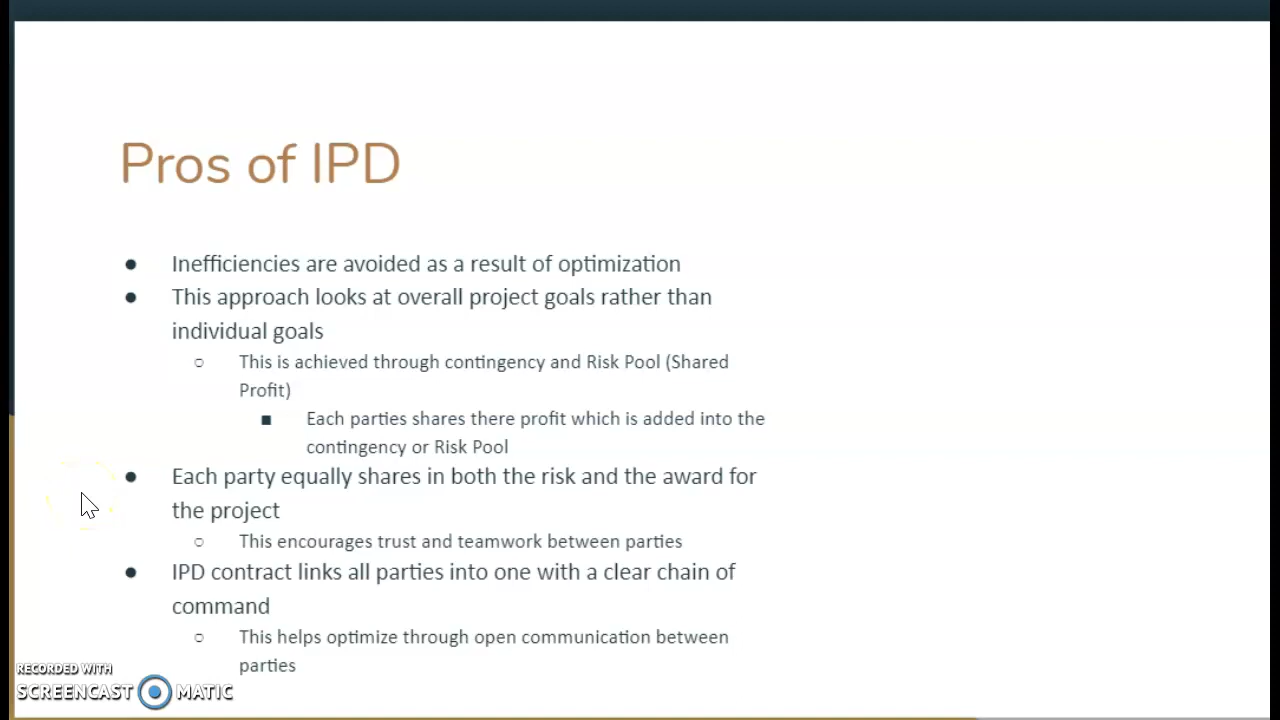 Pros of IPD
● Inefficiencies are avoided as a result of optimization
● This approach looks at overall project goals rather than
individual goals
○ This is achieved through contingency and Risk Pool (Shared
Profit)
■ Each parties shares there profit which is added into the
contingency or Risk Pool
● Each party equally shares in both the risk and the award for
the project
○ This encourages trust and teamwork between parties
● IPD contract links all parties into one with a clear chain of
command
○ This helps optimize through open communication between
parties
RECORDED WITH
SCREENCAST MATIC